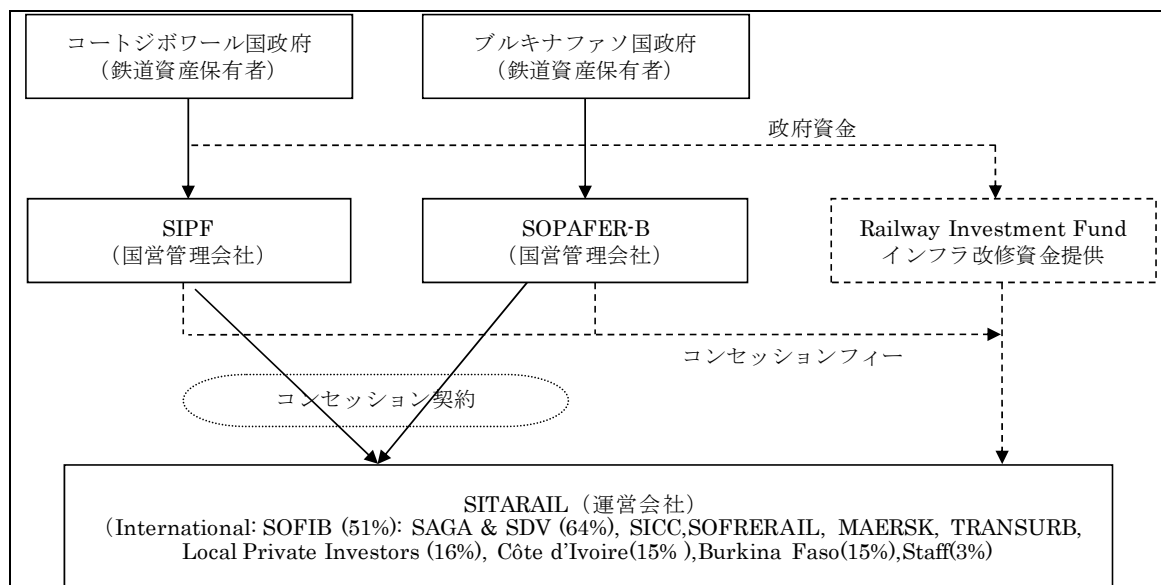 コートジボワール国政府
（鉄道資産保有者）
ブルキナファソ国政府
（鉄道資産保有者）
政府資金
SIPF
（国営管理会社）
SOPAFER-B
（国営管理会社）
Railway Investment Fund
インフラ改修資金提供
コンセッションフィー
コンセッション契約
SITARAIL（運営会社）
（International: SOFIB (51%): SAGA & SDV (64%), SICC,SOFRERAIL, MAERSK, TRANSURB,
Local Private Investors (16%), Côte d’Ivoire(15% ),Burkina Faso(15%),Staff(3%)